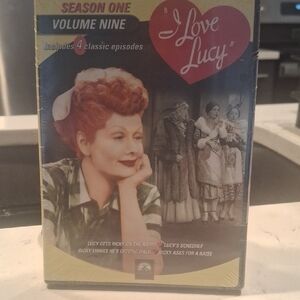 SEASON ONE
VOLUME NINE
Includes 4 classic episodes
"I Love
Lucy"
LUCY GETS RICKY ON THE RADIO LUCY'S SCHEDULE
RICKY THINKS HE'S GETTING BALD RICKY ASKS FOR A RAISE